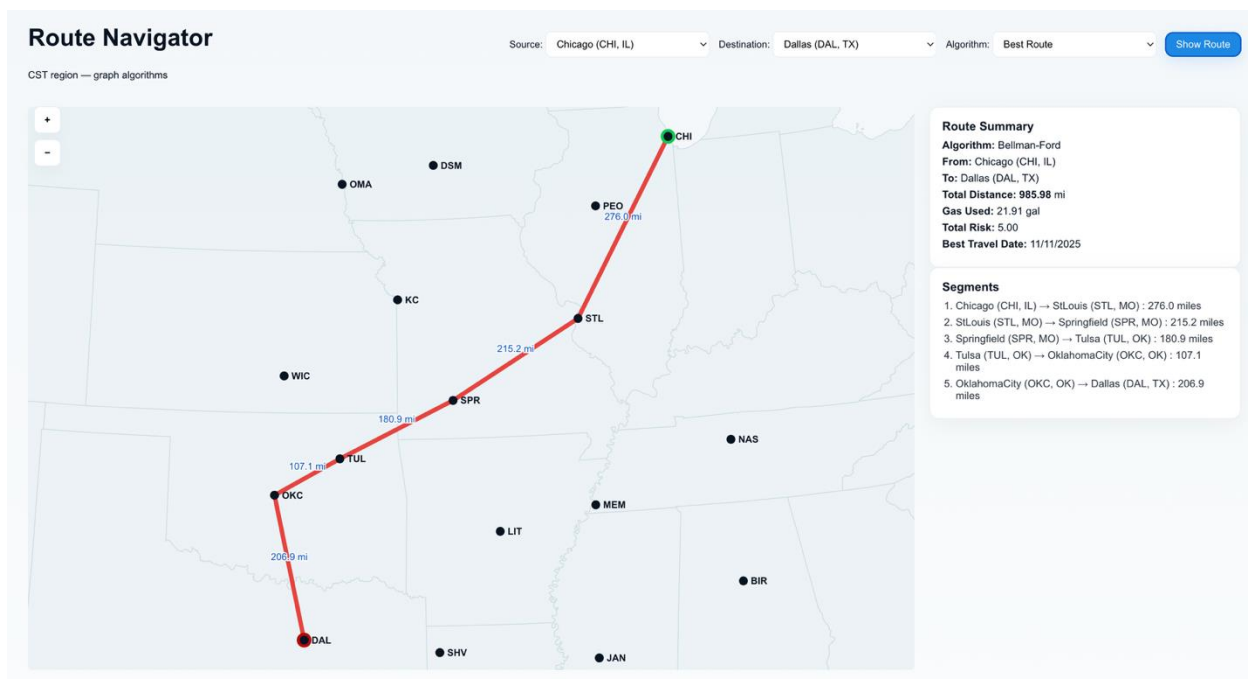 Route Navigator
Source: Chicago (CHI, IL) Destination: Dallas (DAL, TX) Algorithm: Best Route Show Route
CST region — graph algorithms
+
−
CHI
DSM
OMA
PEO
276.0 mi
KC
STL
215.2 mi
WIC
SPR
180.9 mi
NAS
TUL
107.1 mi
OKC
MEM
LIT
206.9 mi
BIR
DAL
SHV
JAN
Route Summary
Algorithm: Bellman-Ford
From: Chicago (CHI, IL)
To: Dallas (DAL, TX)
Total Distance: 985.98 mi
Gas Used: 21.91 gal
Total Risk: 5.00
Best Travel Date: 11/11/2025
Segments
1. Chicago (CHI, IL) → StLouis (STL, MO) : 276.0 miles
2. StLouis (STL, MO) → Springfield (SPR, MO) : 215.2 miles
3. Springfield (SPR, MO) → Tulsa (TUL, OK) : 180.9 miles
4. Tulsa (TUL, OK) → OklahomaCity (OKC, OK) : 107.1
miles
5. OklahomaCity (OKC, OK) → Dallas (DAL, TX) : 206.9
miles